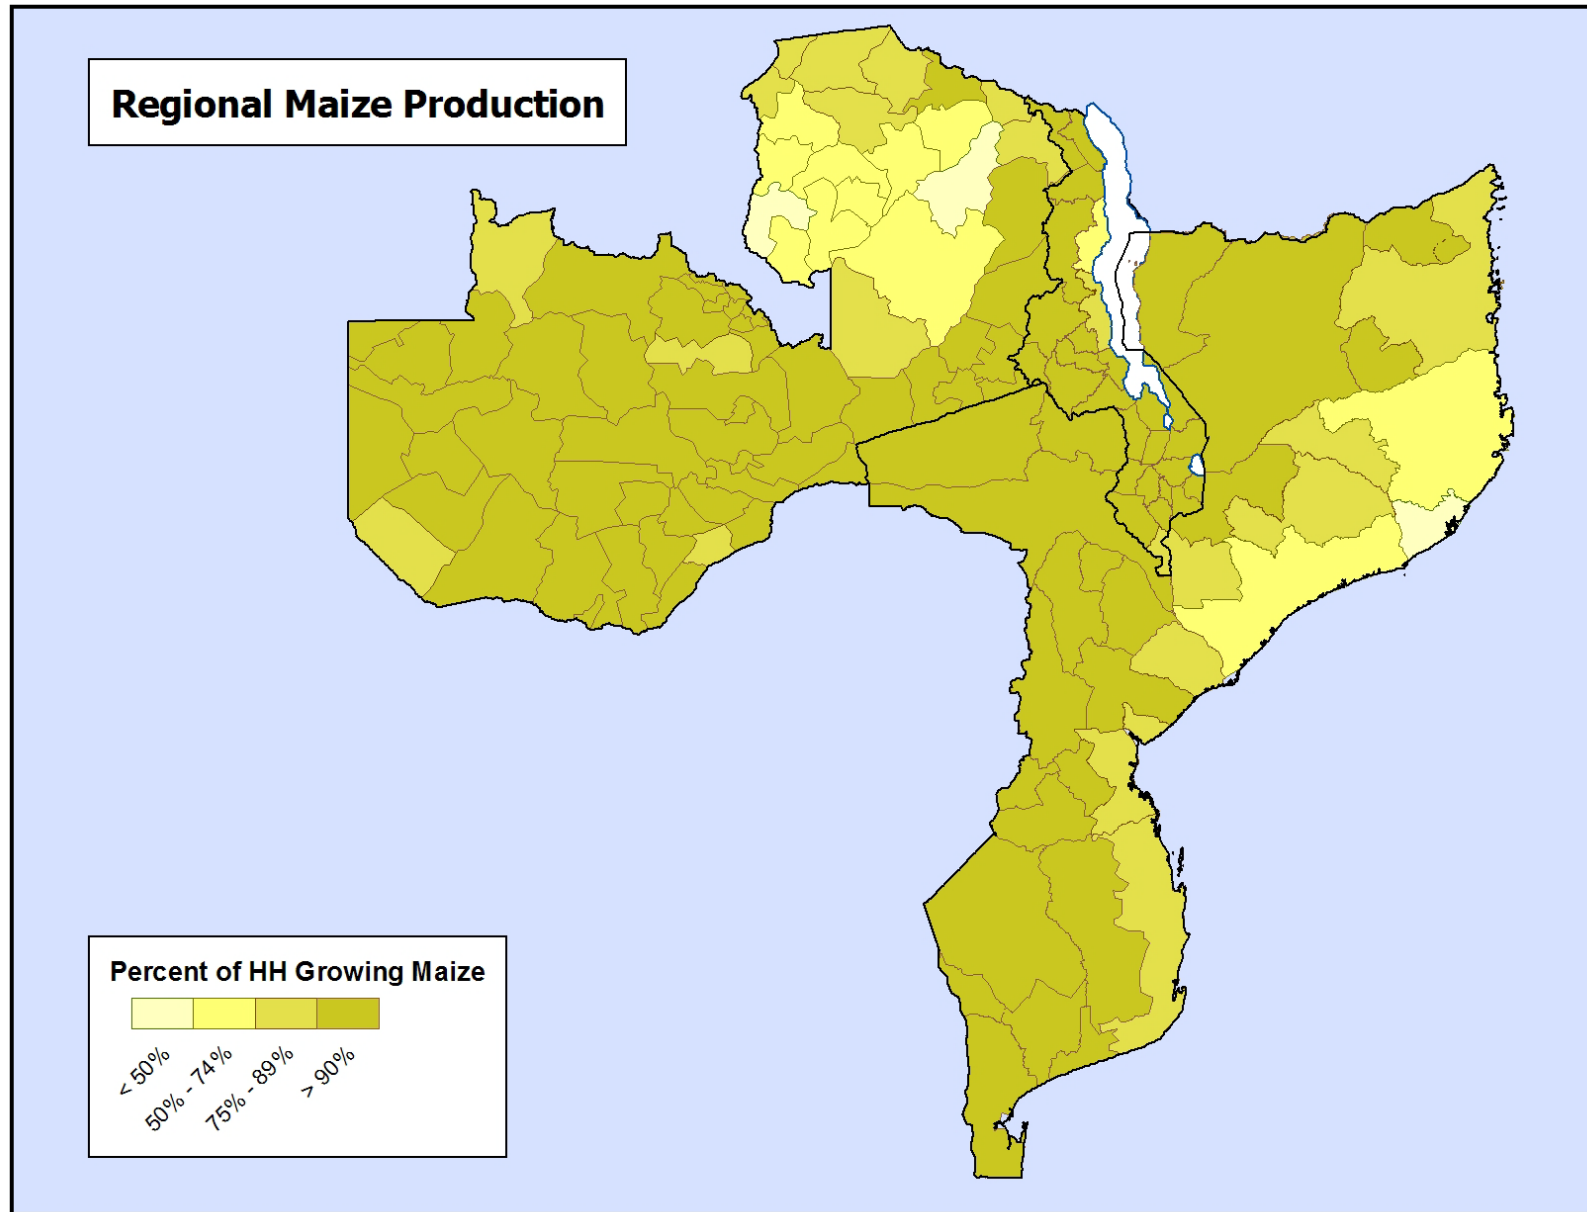 Regional Maize Production
Percent of HH Growing Maize
< 50%
50% - 74%
75% - 89%
> 90%